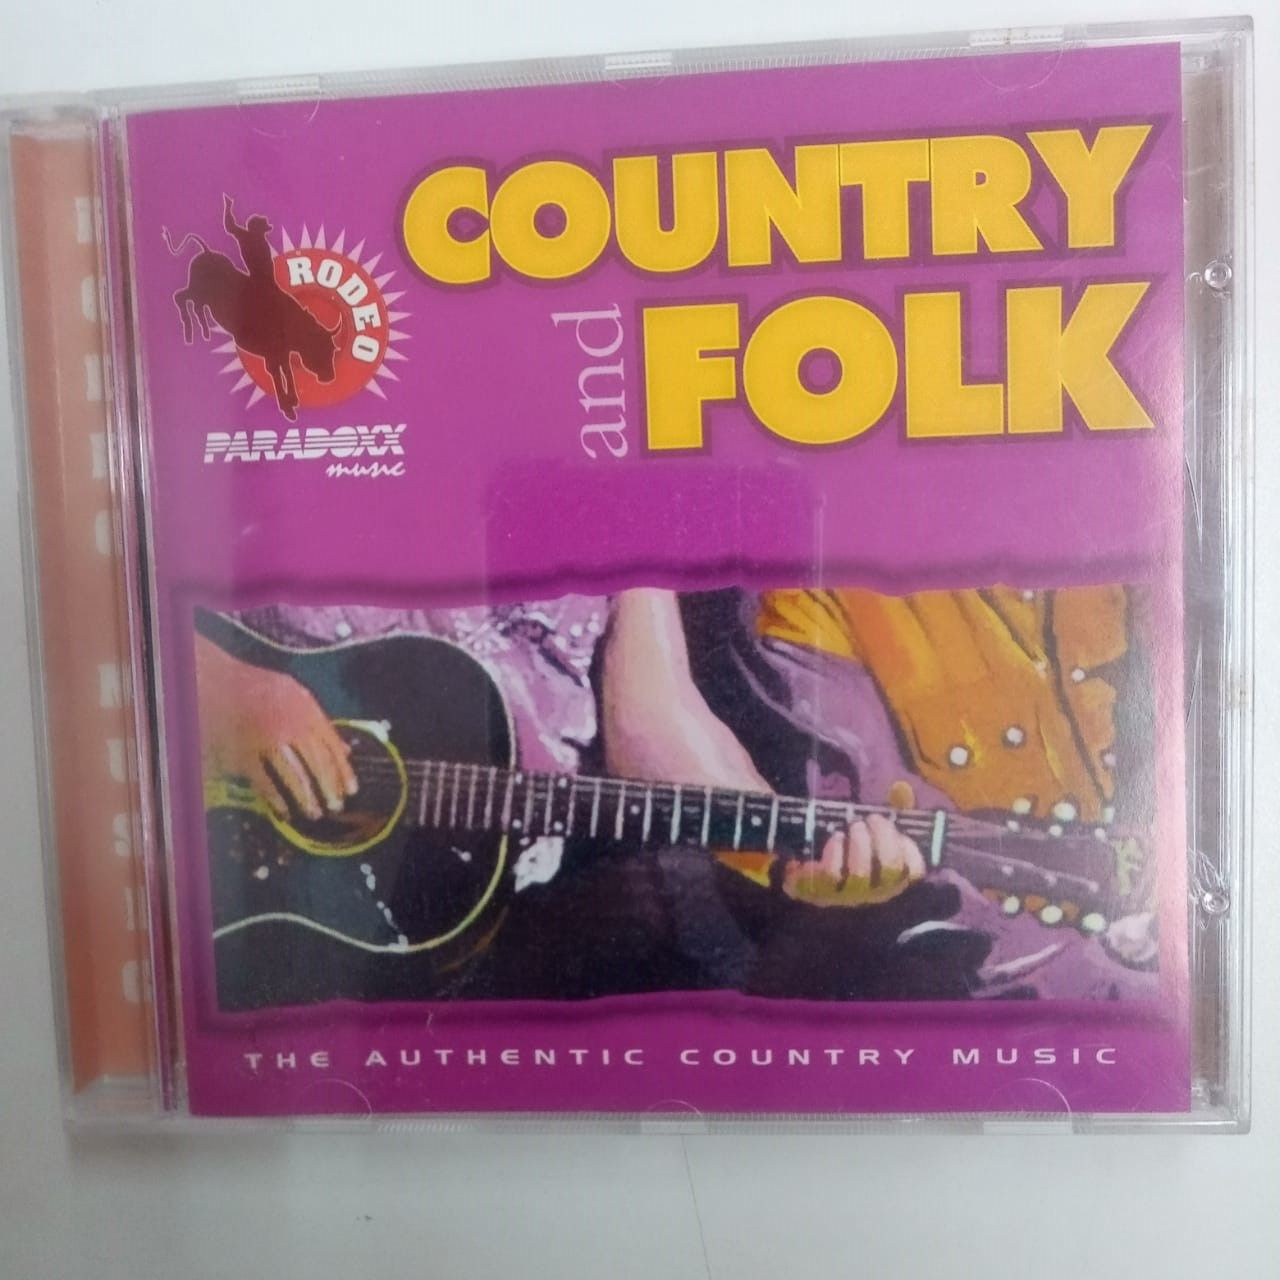 COUNTRY
and
FOLK
RODEO
PARADOXX
music
THE AUTHENTIC COUNTRY MUSIC